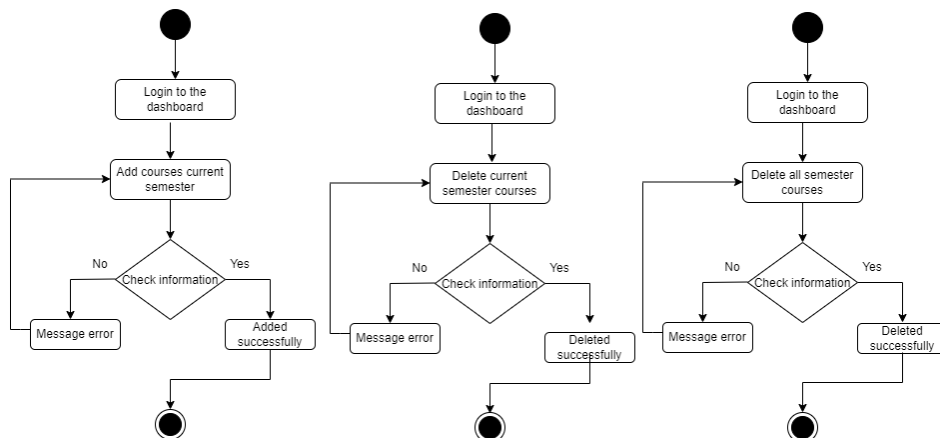 Login to the
dashboard
Add courses current
semester
No
Yes
Check information
Message error
Added
successfully
Login to the
dashboard
Delete current
semester courses
No
Yes
Check information
Message error
Deleted
successfully
Login to the
dashboard
Delete all semester
courses
No
Yes
Check information
Message error
Deleted
successfully